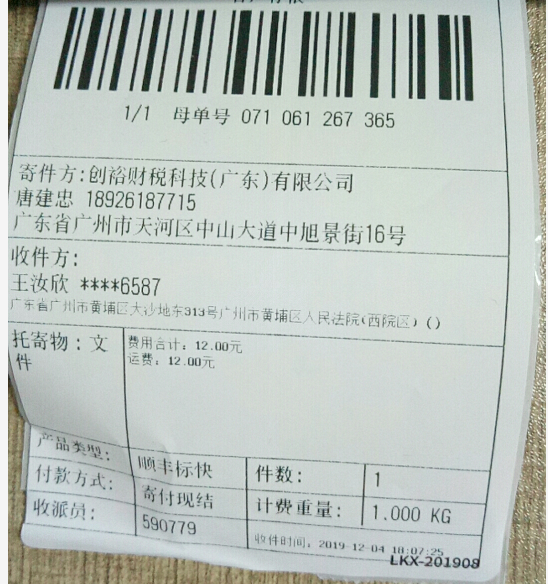 1/1 母单号 071 061 267 365
寄件方:创裕财税科技(广东)有限公司
唐建忠 18926187715
广东省广州市天河区中山大道中旭景街16号
收件方:
王汝欣 ****6587
广东省广州市黄埔区大沙地东313号广州市黄埔区人民法院(西院区) ()
托寄物:文件
费用合计: 12.00元
运费: 12.00元
产品类型: 顺丰标快 件数: 1
付款方式: 寄付现结 计费重量: 1.000 KG
收派员: 590779 收件时间: 2019-12-04 18:07:25
LKX-201908